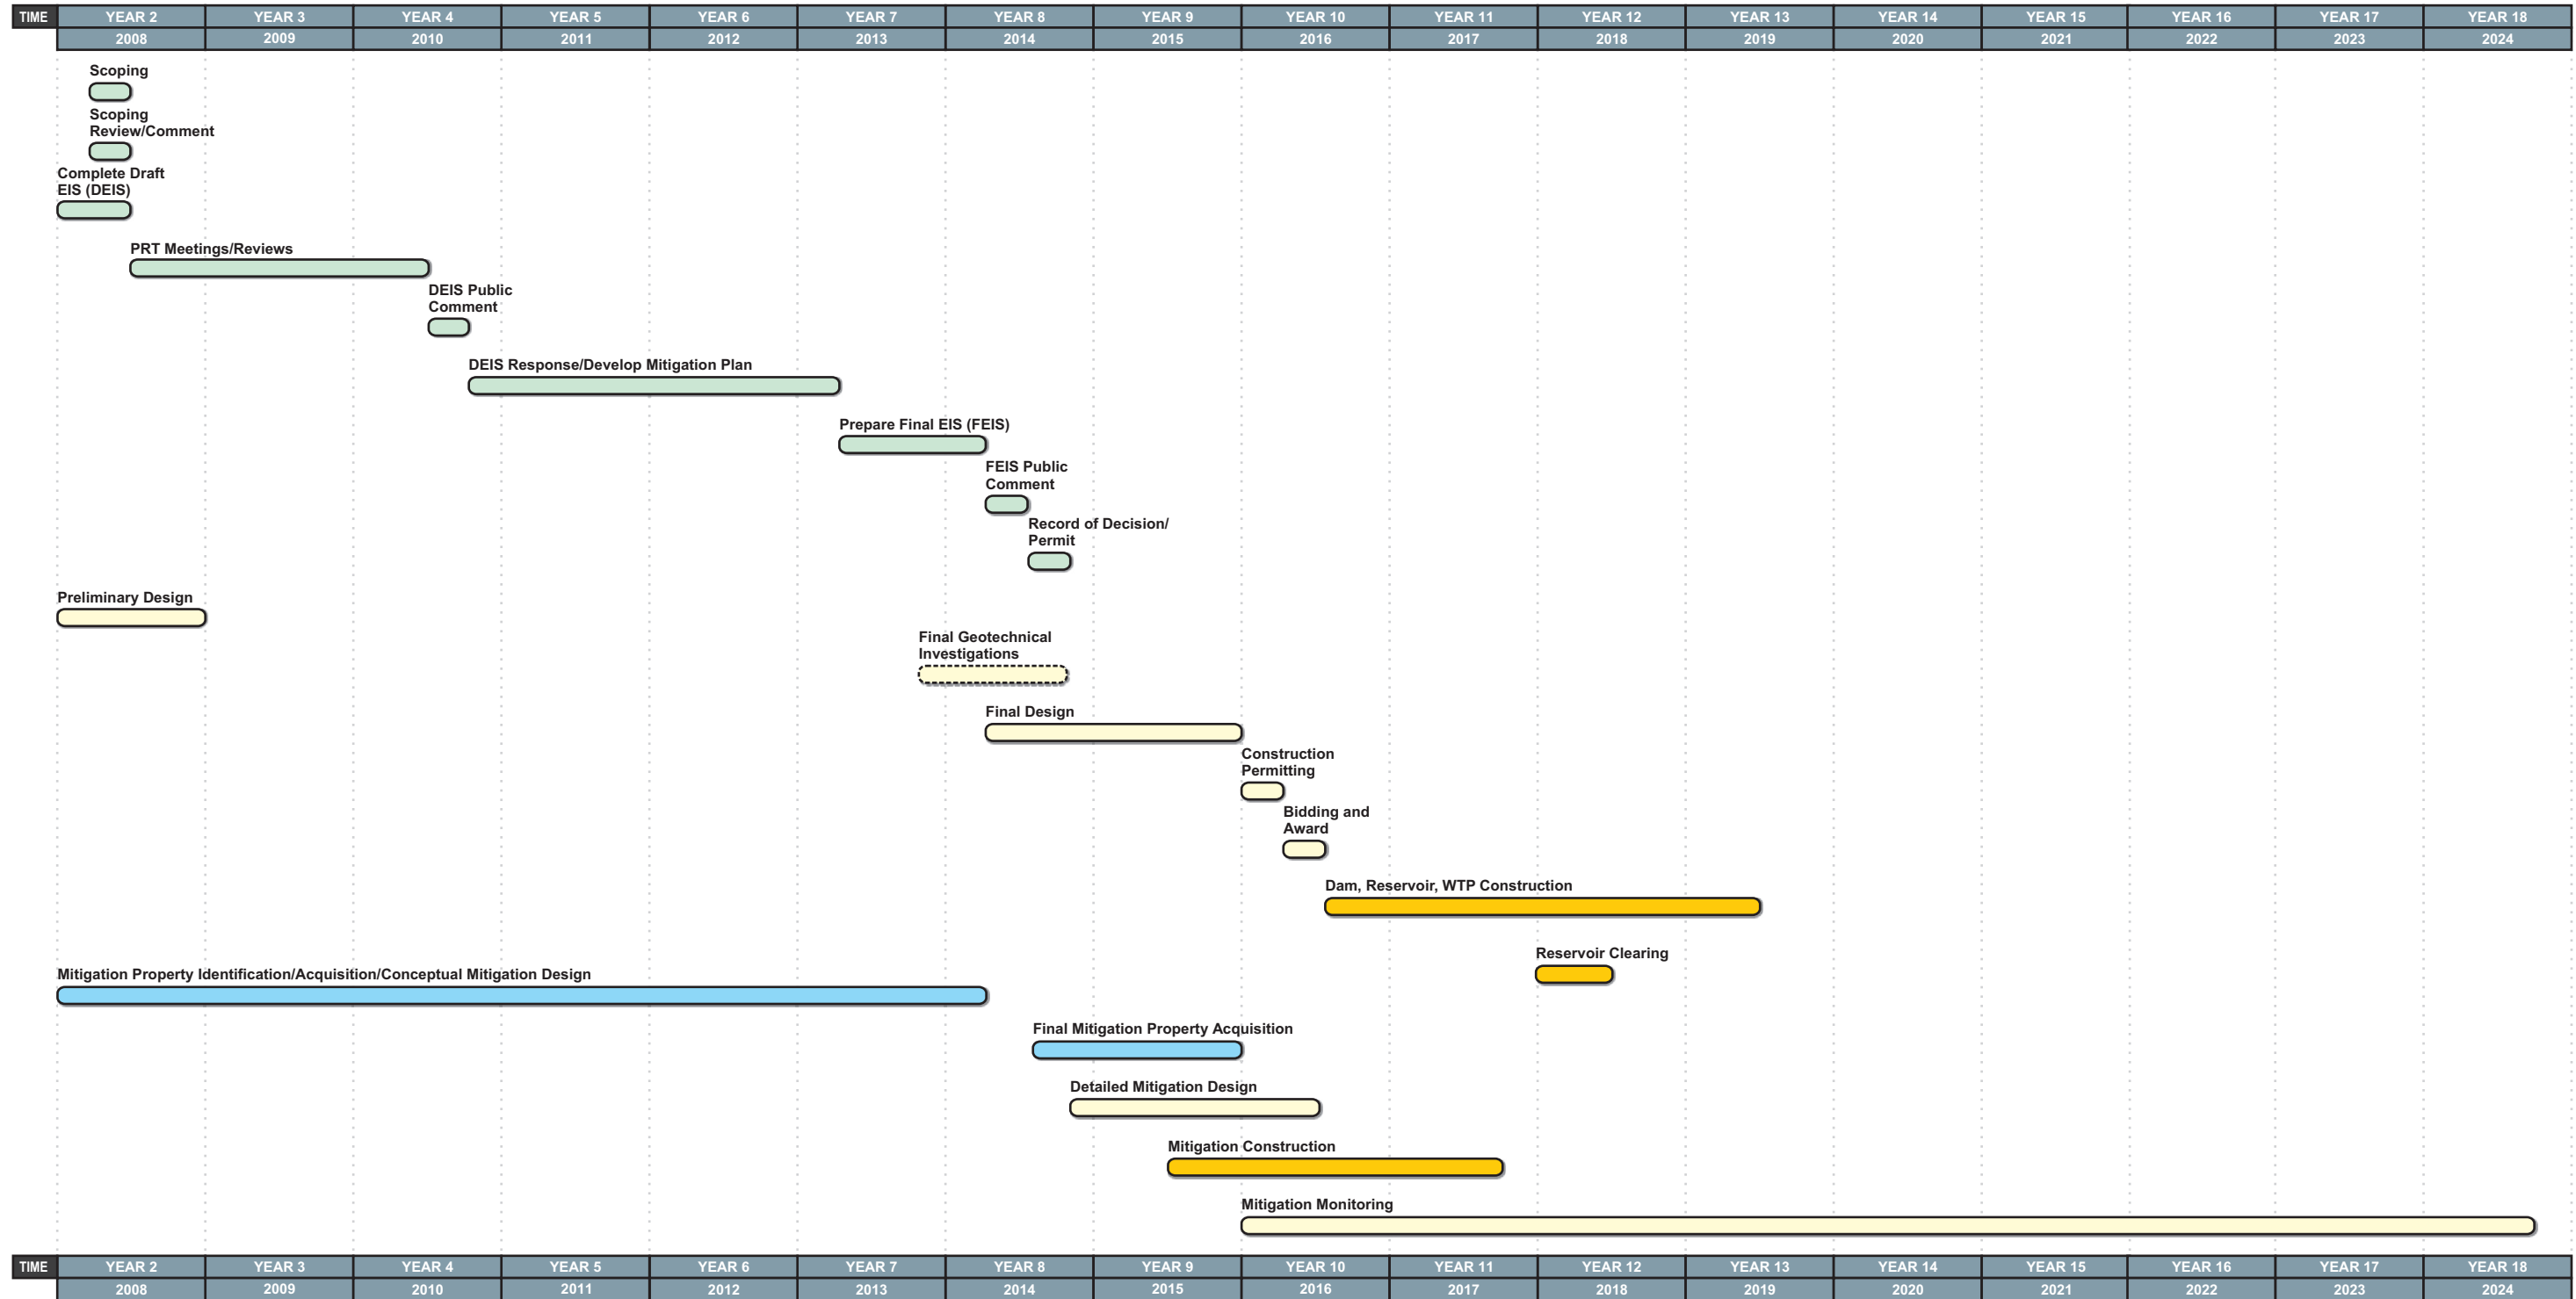 TIME YEAR 2 YEAR 3 YEAR 4 YEAR 5 YEAR 6 YEAR 7 YEAR 8 YEAR 9 YEAR 10 YEAR 11 YEAR 12 YEAR 13 YEAR 14 YEAR 15 YEAR 16 YEAR 17 YEAR 18
2008 2009 2010 2011 2012 2013 2014 2015 2016 2017 2018 2019 2020 2021 2022 2023 2024
Scoping
Scoping
Review/Comment
Complete Draft
EIS (DEIS)
PRT Meetings/Reviews
DEIS Public
Comment
DEIS Response/Develop Mitigation Plan
Prepare Final EIS (FEIS)
FEIS Public
Comment
Record of Decision/
Permit
Preliminary Design
Final Geotechnical
Investigations
Final Design
Construction
Permitting
Bidding and
Award
Dam, Reservoir, WTP Construction
Reservoir Clearing
Mitigation Property Identification/Acquisition/Conceptual Mitigation Design
Final Mitigation Property Acquisition
Detailed Mitigation Design
Mitigation Construction
Mitigation Monitoring
TIME YEAR 2 YEAR 3 YEAR 4 YEAR 5 YEAR 6 YEAR 7 YEAR 8 YEAR 9 YEAR 10 YEAR 11 YEAR 12 YEAR 13 YEAR 14 YEAR 15 YEAR 16 YEAR 17 YEAR 18
2008 2009 2010 2011 2012 2013 2014 2015 2016 2017 2018 2019 2020 2021 2022 2023 2024